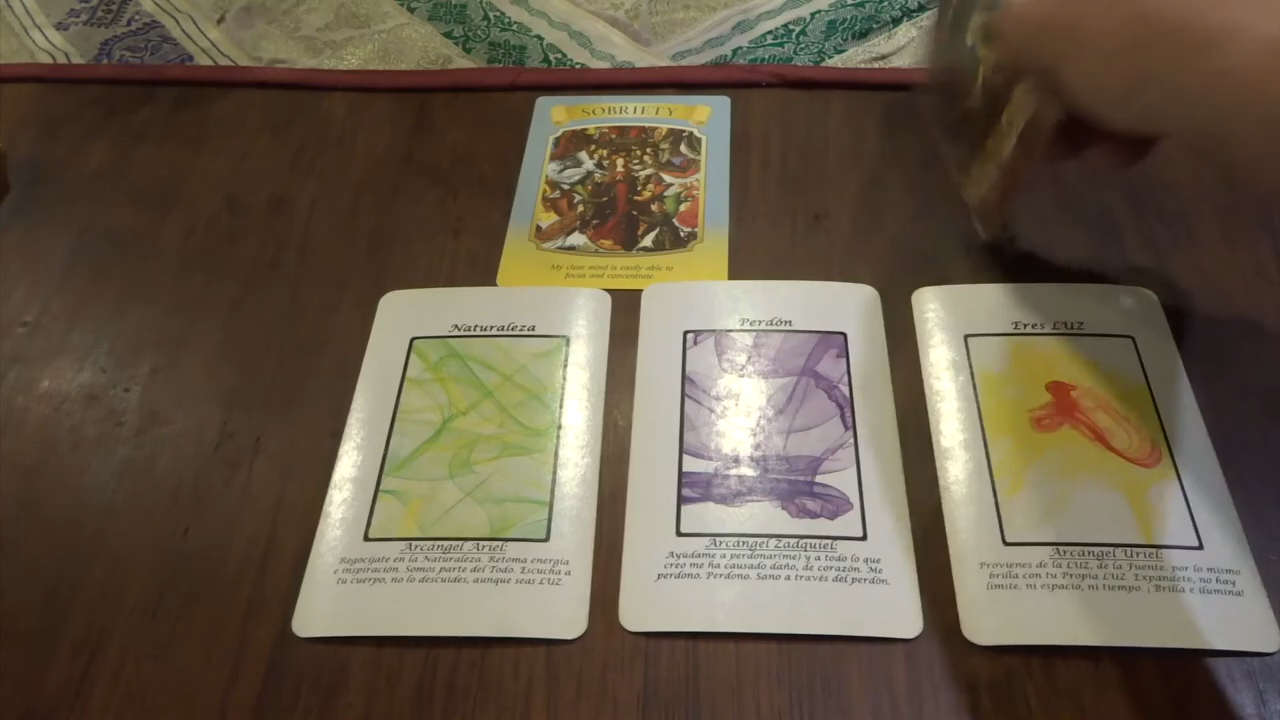 SOBRIETY
My clear mind is easily able to
focus and concentrate.
Naturaleza
Arcángel Ariel:
Regocíjate en la Naturaleza. Retoma energía
e inspiración. Somos parte del Todo. Escucha a
tu cuerpo, no lo descuides, aunque seas LUZ.
Perdón
Arcángel Zadquiel:
Ayúdame a perdonar(me) y a todo lo que
creo me ha causado daño, de corazón. Me
perdono. Perdono. Sano a través del perdón.
Eres LUZ
Arcángel Uriel:
Provienes de la LUZ, de la Fuente, por lo mismo
brilla con tu Propia LUZ. Expándete, no hay
límite, ni espacio, ni tiempo. ¡Brilla e ilumina!